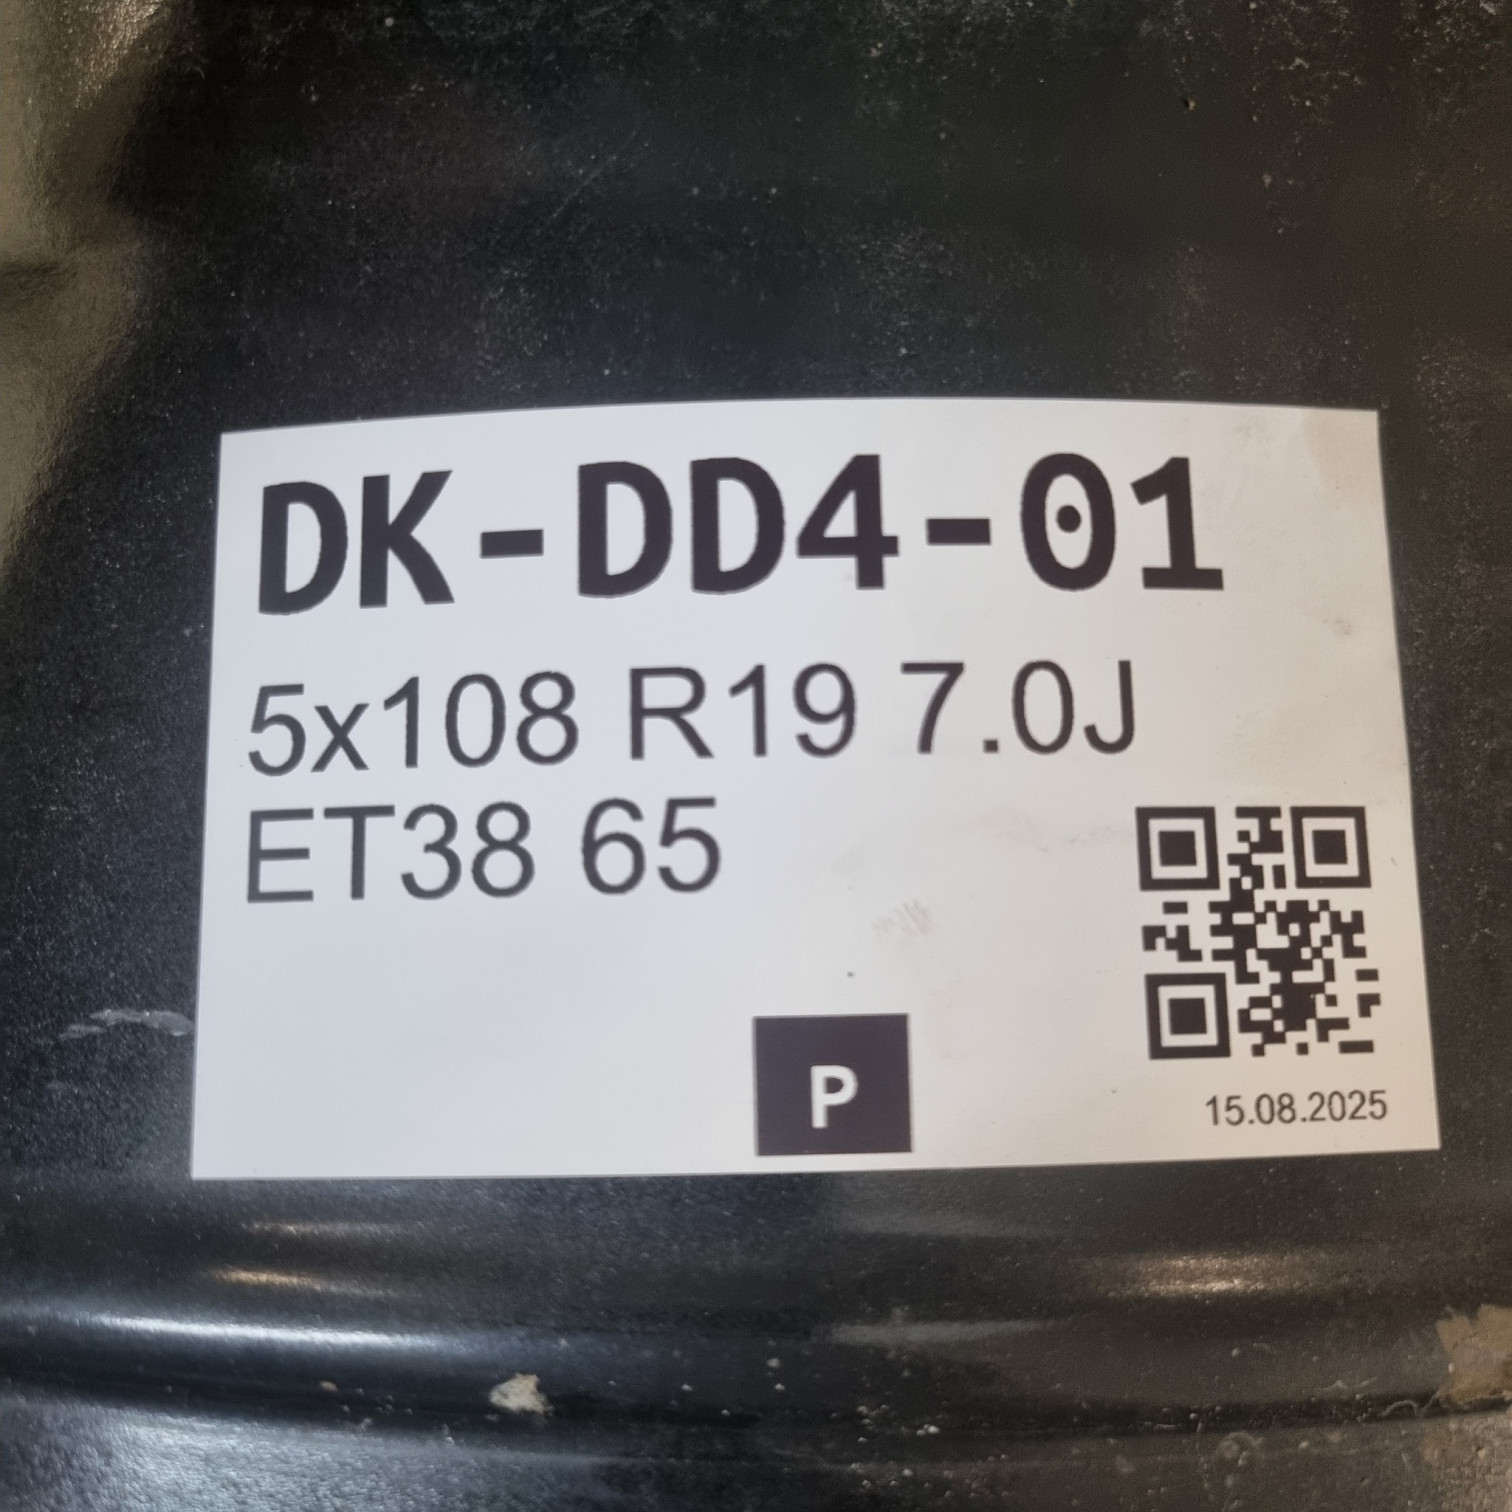 DK-DD4-01
5x108 R19 7.0J
ET38 65
P
15.08.2025